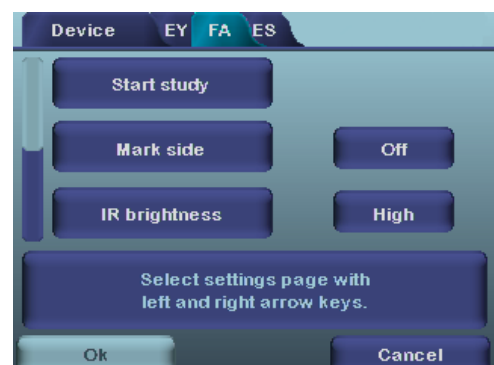 Device EY FA ES
Start study
Mark side Off
IR brightness High
Select settings page with
left and right arrow keys.
Ok Cancel